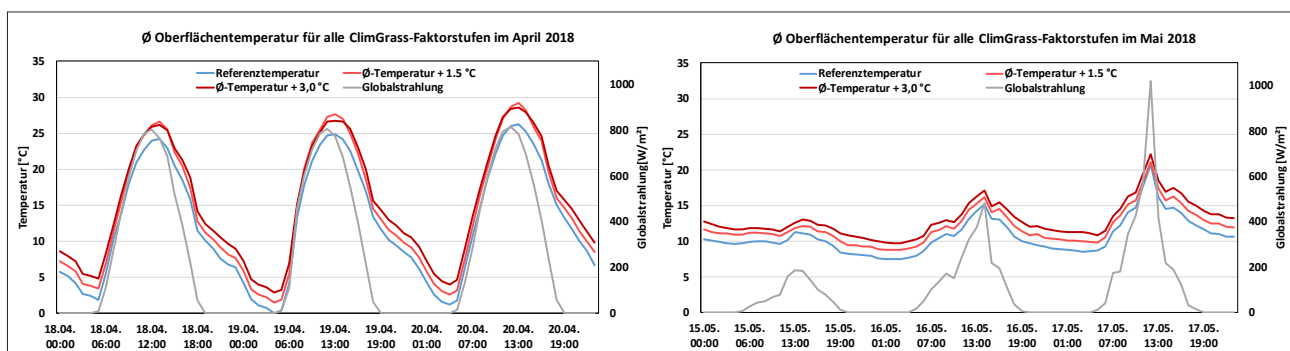 Ø Oberflächentemperatur für alle ClimGrass-Faktorstufen im April 2018
Referenztemperatur
Ø-Temperatur + 1.5 °C
Ø-Temperatur + 3,0 °C
Globalstrahlung
Temperatur [°C]
35
30
25
20
15
10
5
0
Globalstrahlung[W/m²]
1000
800
600
400
200
0
18.04. 18.04. 18.04. 18.04. 19.04. 19.04. 19.04. 19.04. 20.04. 20.04. 20.04. 20.04.
00:00 06:00 12:00 18:00 00:00 06:00 13:00 19:00 01:00 07:00 13:00 19:00
Ø Oberflächentemperatur für alle ClimGrass-Faktorstufen im Mai 2018
Referenztemperatur
Ø-Temperatur + 1.5 °C
Ø-Temperatur + 3,0 °C
Globalstrahlung
Temperatur [°C]
35
30
25
20
15
10
5
0
Globalstrahlung [W/m²]
1000
800
600
400
200
0
15.05. 15.05. 15.05. 15.05. 16.05. 16.05. 16.05. 16.05. 17.05. 17.05. 17.05. 17.05.
00:00 06:00 13:00 19:00 01:00 07:00 13:00 19:00 01:00 07:00 13:00 19:00